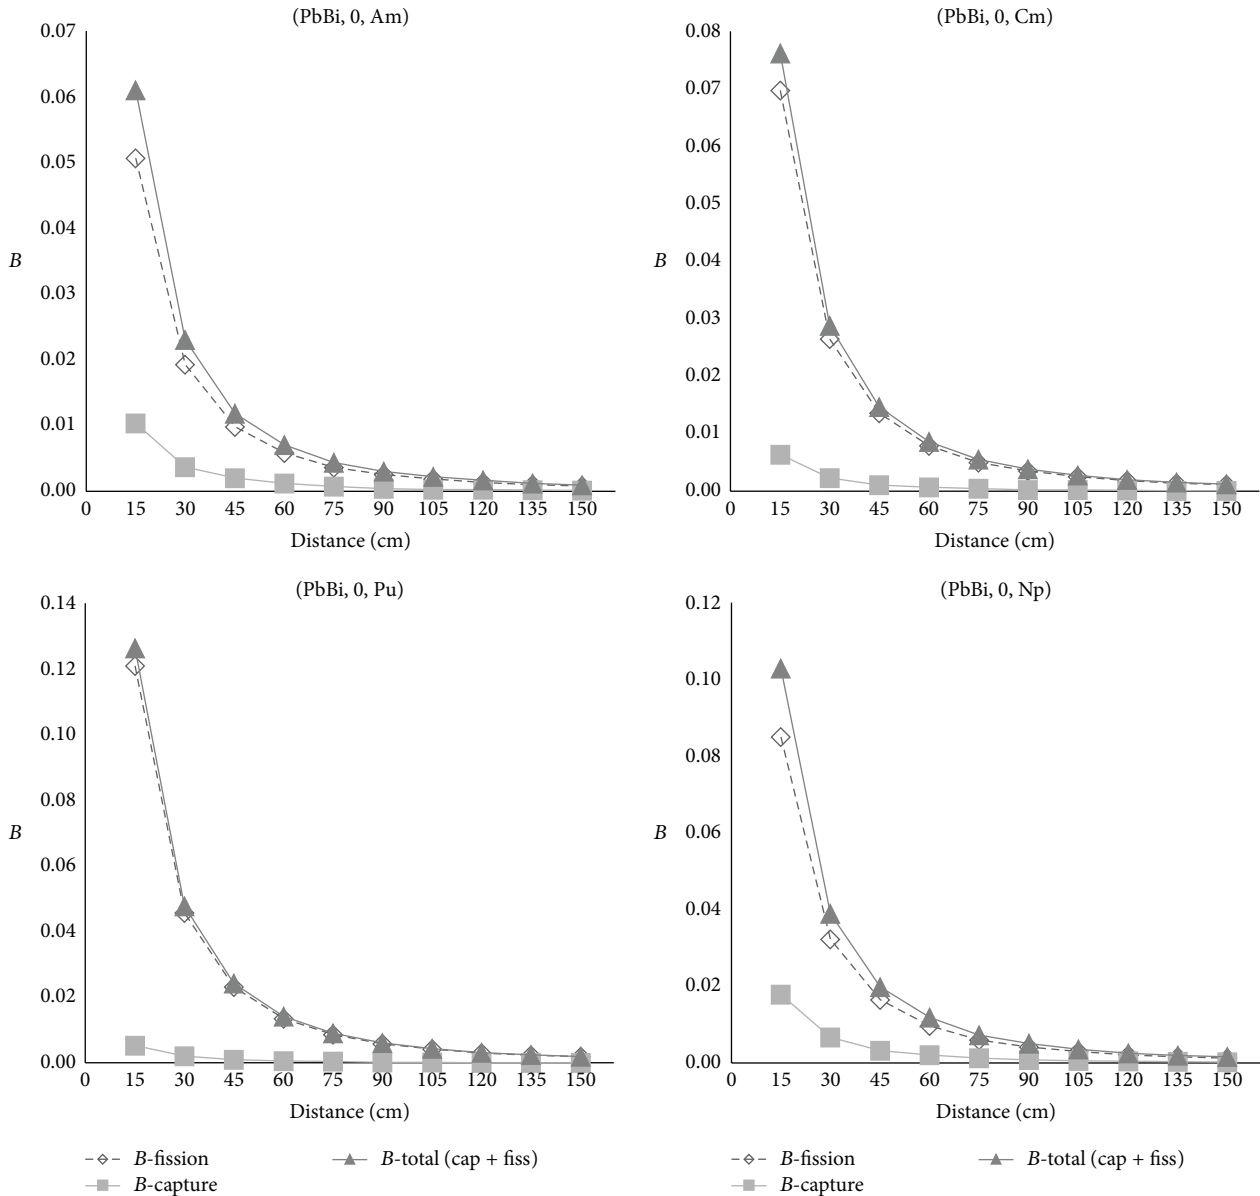 (PbBi, 0, Am)
0.07
0.06
0.05
0.04
B
0.03
0.02
0.01
0.00
0 15 30 45 60 75 90 105 120 135 150
Distance (cm)
(PbBi, 0, Cm)
0.08
0.07
0.06
0.05
0.04
B
0.03
0.02
0.01
0.00
0 15 30 45 60 75 90 105 120 135 150
Distance (cm)
(PbBi, 0, Pu)
0.14
0.12
0.10
0.08
B
0.06
0.04
0.02
0.00
0 15 30 45 60 75 90 105 120 135 150
Distance (cm)
B-fission
B-capture
B-total (cap + fiss)
(PbBi, 0, Np)
0.12
0.10
0.08
B
0.06
0.04
0.02
0.00
0 15 30 45 60 75 90 105 120 135 150
Distance (cm)
B-fission
B-capture
B-total (cap + fiss)